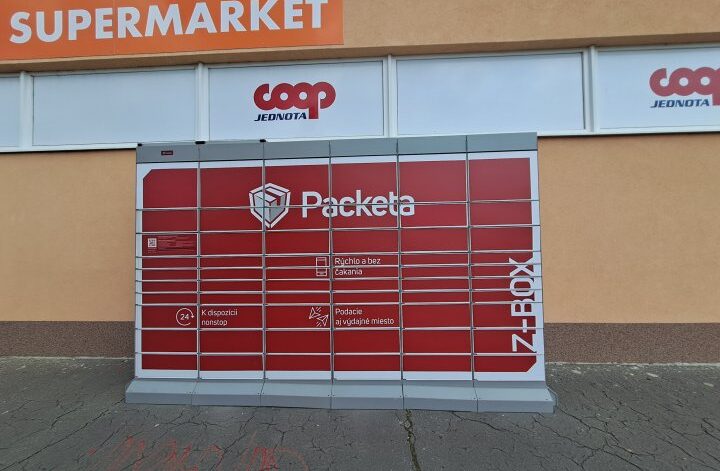 SUPERMARKET
coop
JEDNOTA
coop
JEDNOTA
Packeta
Rýchlo a bez
čakania
24
K dispozícii
nonstop
Podacie
aj výdajné miesto
Z-BOX